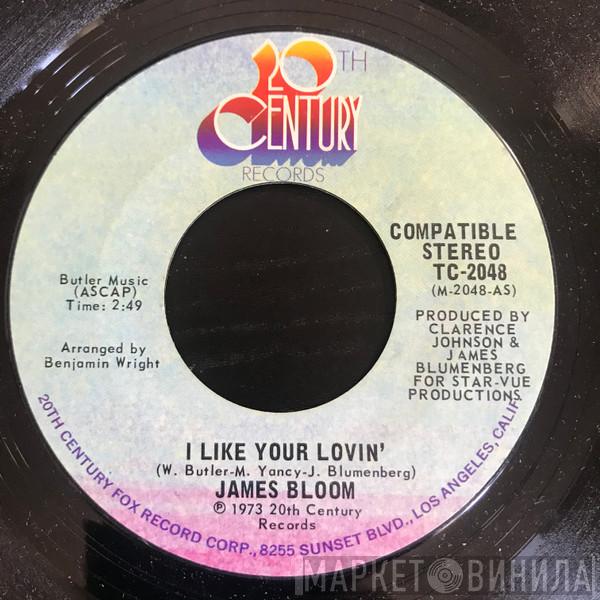 20TH
CENTURY
RECORDS
COMPATIBLE
STEREO
TC-2048
(M-2048-AS)
Butler Music
(ASCAP)
Time: 2:49
Arranged by
Benjamin Wright
PRODUCED BY
CLARENCE
JOHNSON &
JAMES
BLUMENBERG
FOR STAR-VUE
PRODUCTIONS
I LIKE YOUR LOVIN'
(W. Butler-M. Yancy-J. Blumenberg)
JAMES BLOOM
℗ 1973 20th Century
Records
20TH CENTURY FOX RECORD CORP., 8255 SUNSET BLVD., LOS ANGELES, CALIF.
МАРКЕТ ВИНИЛА